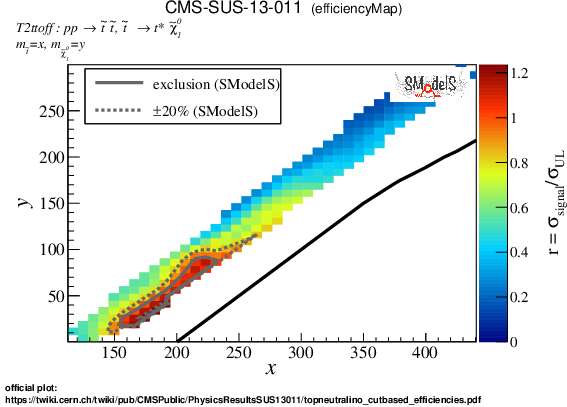 CMS-SUS-13-011 (efficiencyMap)
T2ttoff : pp → t̃ t̃, t̃ → t* χ̃₁⁰
m_t̃=x, m_χ̃₁⁰=y
exclusion (SModelS)
±20% (SModelS)
SModelS
250
200
150
100
50
y
150 200 250 300 350 400
x
1.2
1
0.8
0.6
0.4
0.2
0
r = σ_signal/σ_UL
official plot:
https://twiki.cern.ch/twiki/pub/CMSPublic/PhysicsResultsSUS13011/topneutralino_cutbased_efficiencies.pdf